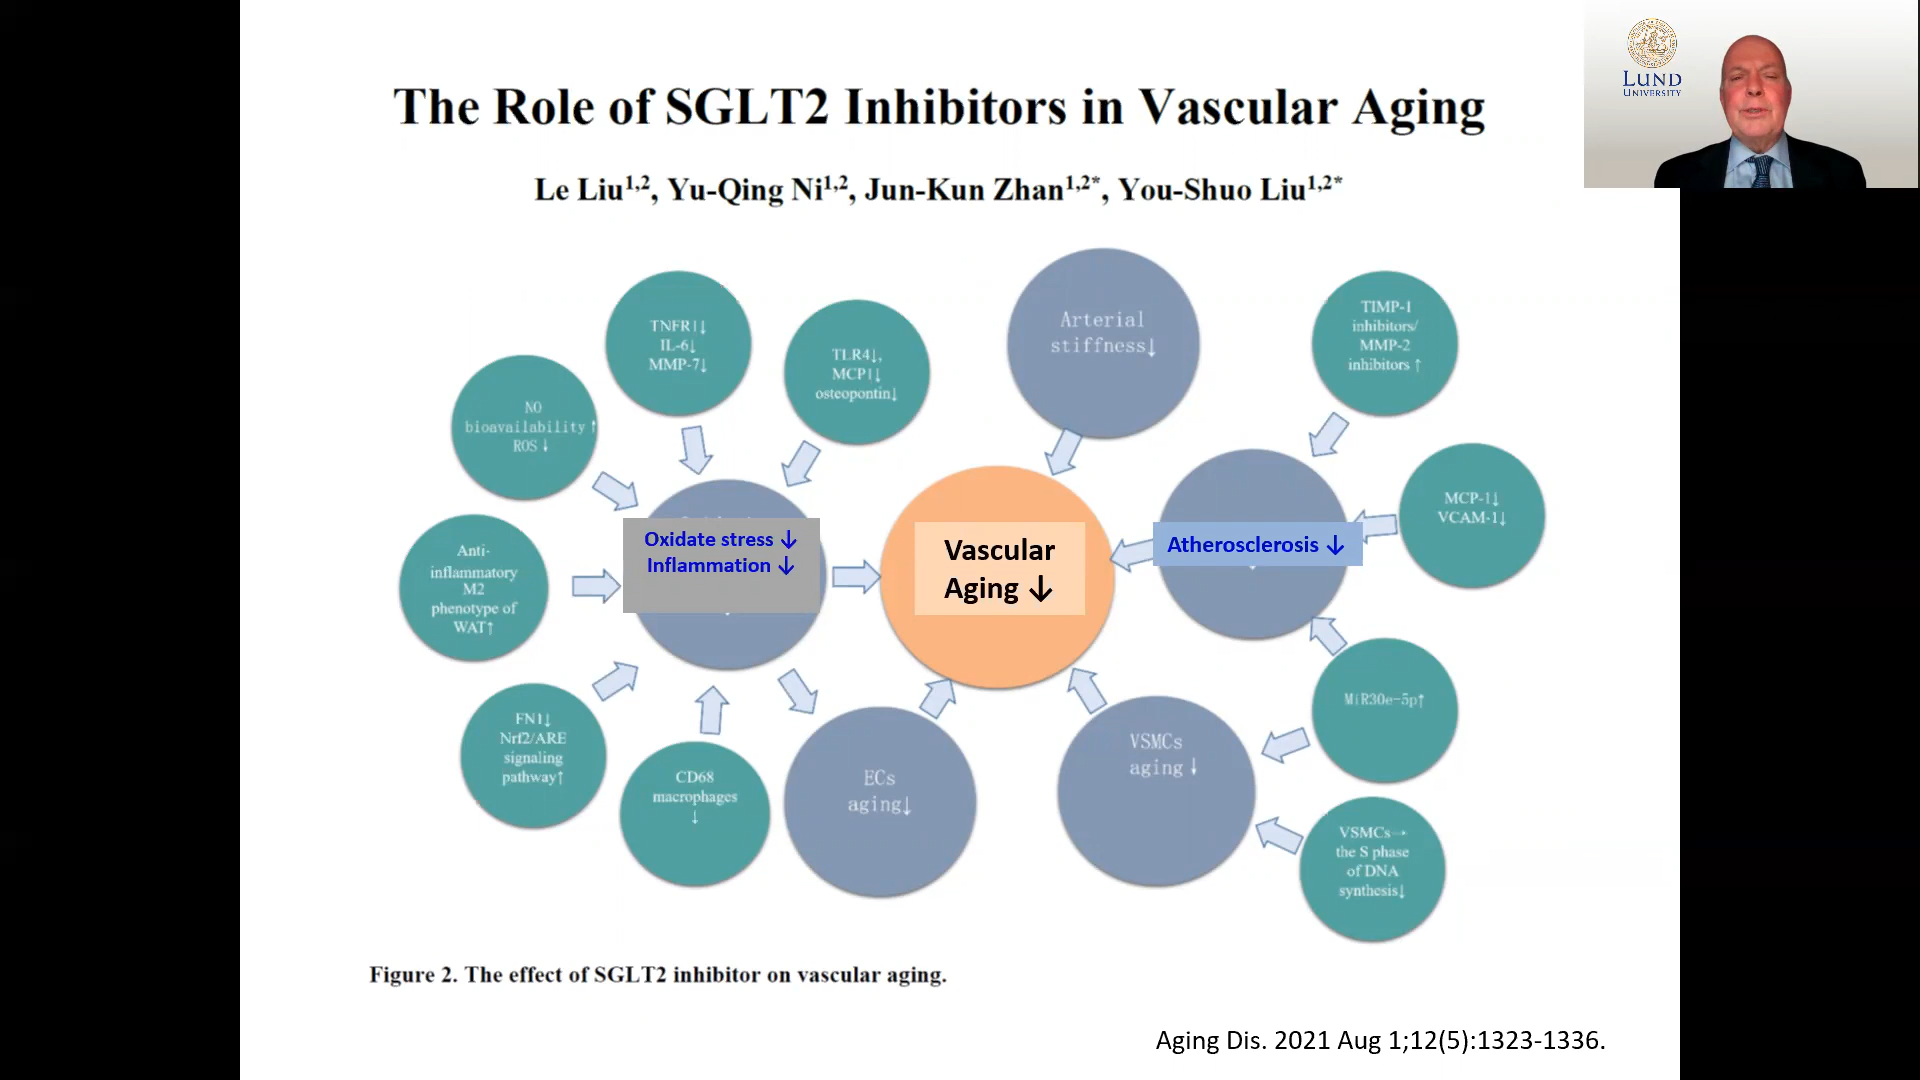 LUND
UNIVERSITY
The Role of SGLT2 Inhibitors in Vascular Aging
Le Liu1,2, Yu-Qing Ni1,2, Jun-Kun Zhan1,2*, You-Shuo Liu1,2*
TNFR1↓
IL-6↓
MMP-7↓
TLR4↓,
MCP1↓
osteopontin↓
Arterial
stiffness↓
TIMP-1
inhibitors/
MMP-2
inhibitors ↑
NO
bioavailability ↑
ROS ↓
MCP-1↓
VCAM-1↓
Oxidate stress ↓
Inflammation ↓
Vascular
Aging ↓
Atherosclerosis ↓
Anti-
inflammatory
M2
phenotype of
WAT↑
FN1↓
Nrf2/ARE
signaling
pathway↑
CD68
macrophages
↓
ECs
aging↓
VSMCs
aging ↓
MiR30e-5p↑
VSMCs→
the S phase
of DNA
synthesis↓
Figure 2. The effect of SGLT2 inhibitor on vascular aging.
Aging Dis. 2021 Aug 1;12(5):1323-1336.